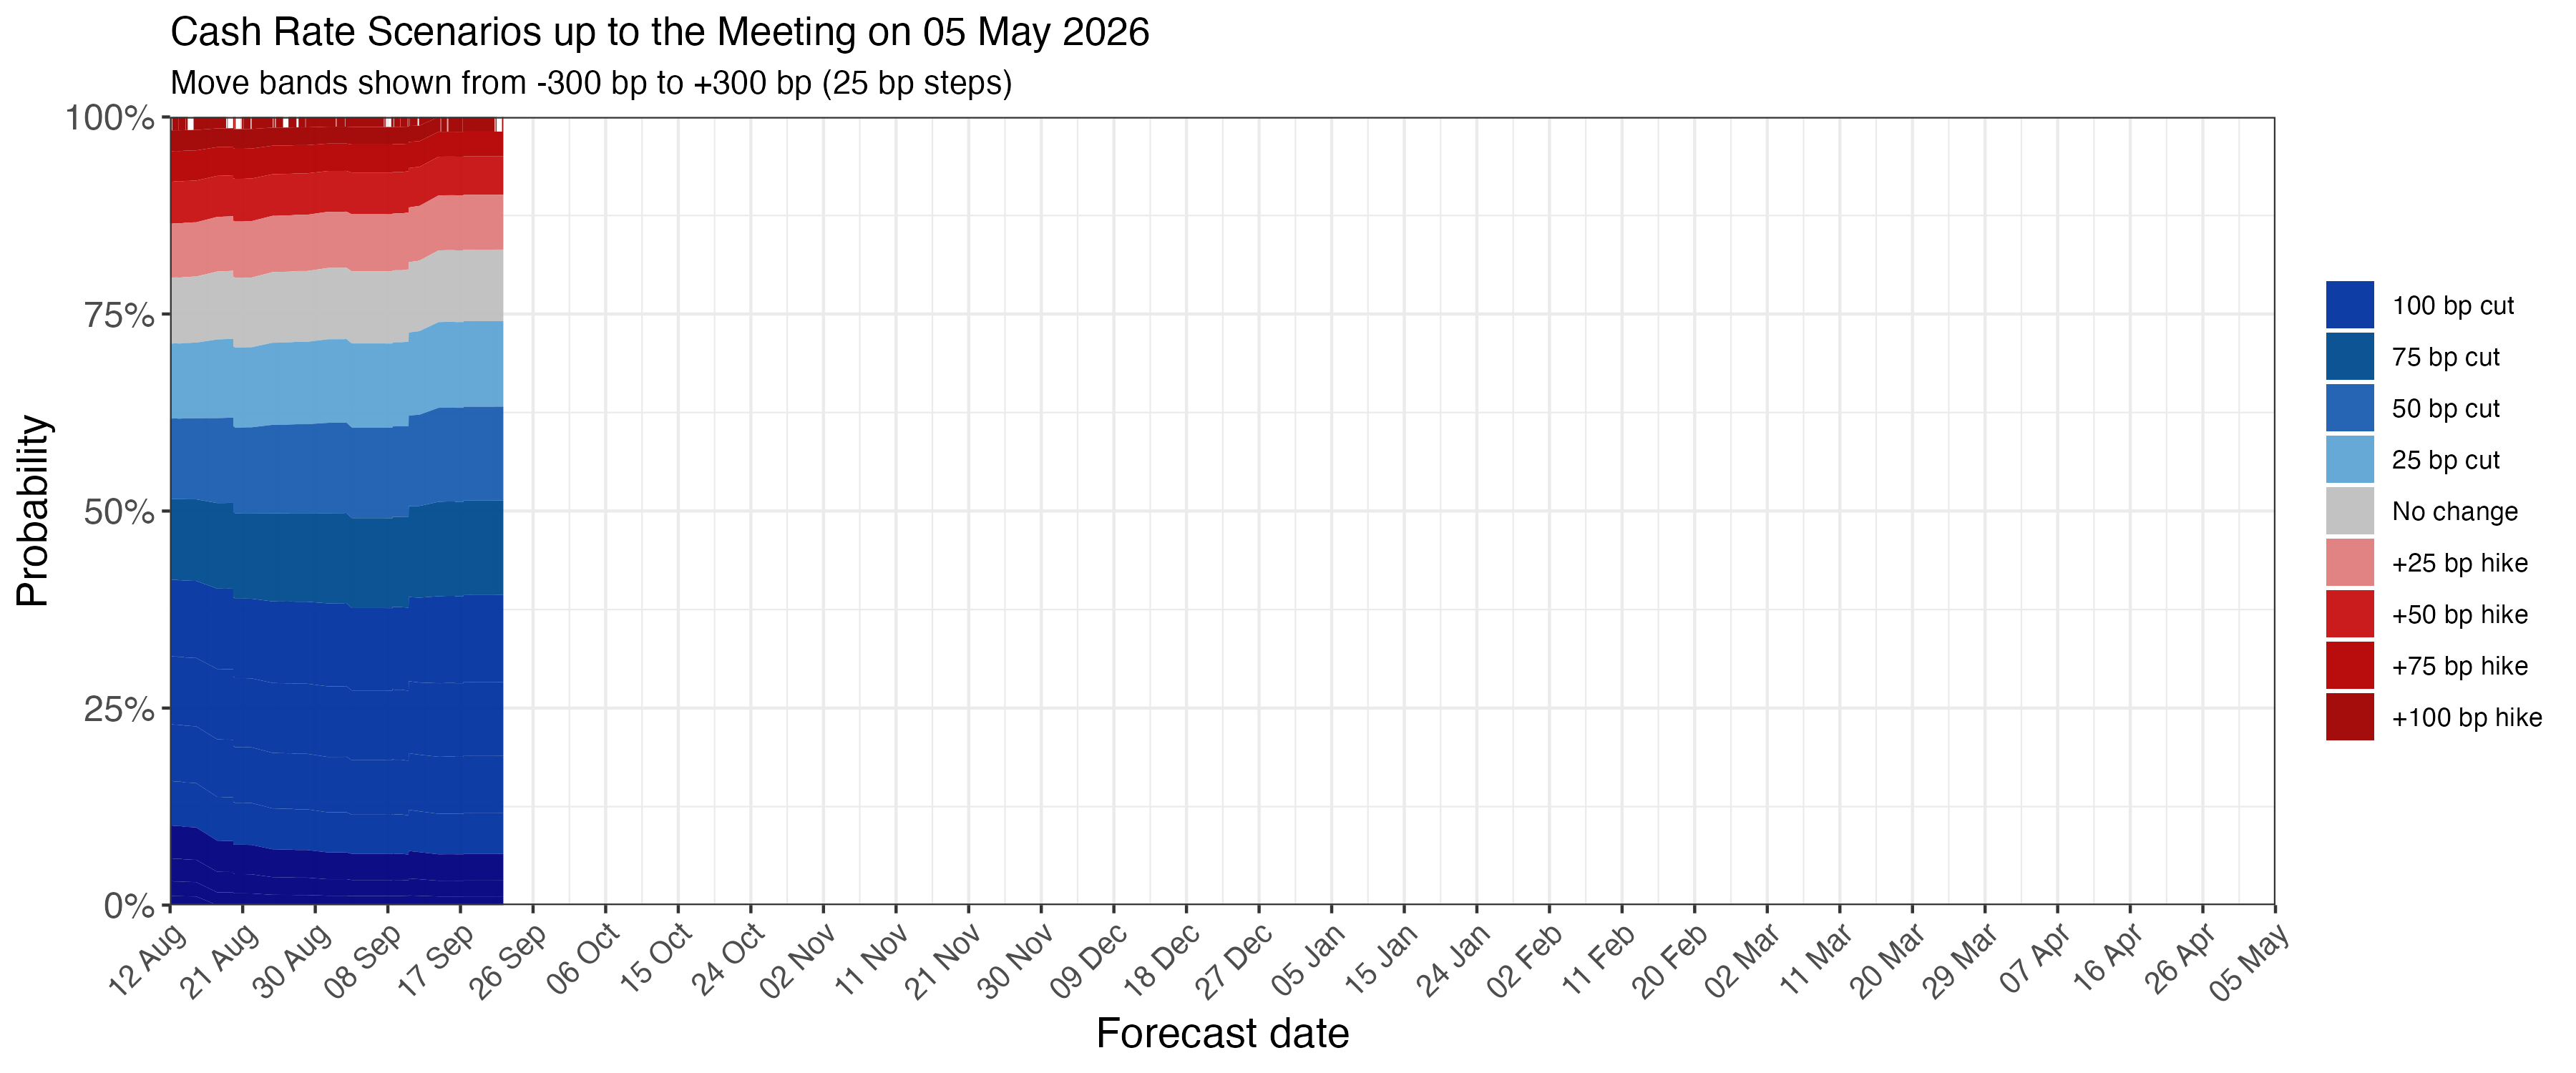 Cash Rate Scenarios up to the Meeting on 05 May 2026
Move bands shown from -300 bp to +300 bp (25 bp steps)
Probability
100%
75%
50%
25%
0%
12 Aug
21 Aug
30 Aug
08 Sep
17 Sep
26 Sep
06 Oct
15 Oct
24 Oct
02 Nov
11 Nov
21 Nov
30 Nov
09 Dec
18 Dec
27 Dec
05 Jan
15 Jan
24 Jan
02 Feb
11 Feb
20 Feb
02 Mar
11 Mar
20 Mar
29 Mar
07 Apr
16 Apr
26 Apr
05 May
Forecast date
100 bp cut
75 bp cut
50 bp cut
25 bp cut
No change
+25 bp hike
+50 bp hike
+75 bp hike
+100 bp hike